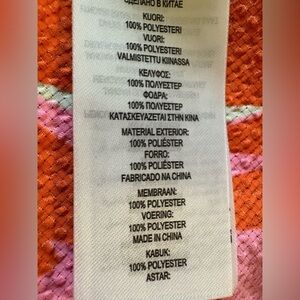 СДЕЛАНО В КИТАЕ
KUORI:
100% POLYESTERI
VUORI:
100% POLYESTERI
VALMISTETTU KIINASSA
ΚΕΛΥΦΟΣ:
100% ΠΟΛΥΕΣΤΕΡ
ΦΟΔΡΑ:
100% ΠΟΛΥΕΣΤΕΡ
ΚΑΤΑΣΚΕΥΑΖΕΤΑΙ ΣΤΗΝ ΚΙΝΑ
MATERIAL EXTERIOR:
100% POLIÉSTER
FORRO:
100% POLIÉSTER
FABRICADO NA CHINA
MEMBRAAN:
100% POLYESTER
VOERING:
100% POLYESTER
MADE IN CHINA
KABUK:
100% POLYESTER
ASTAR: